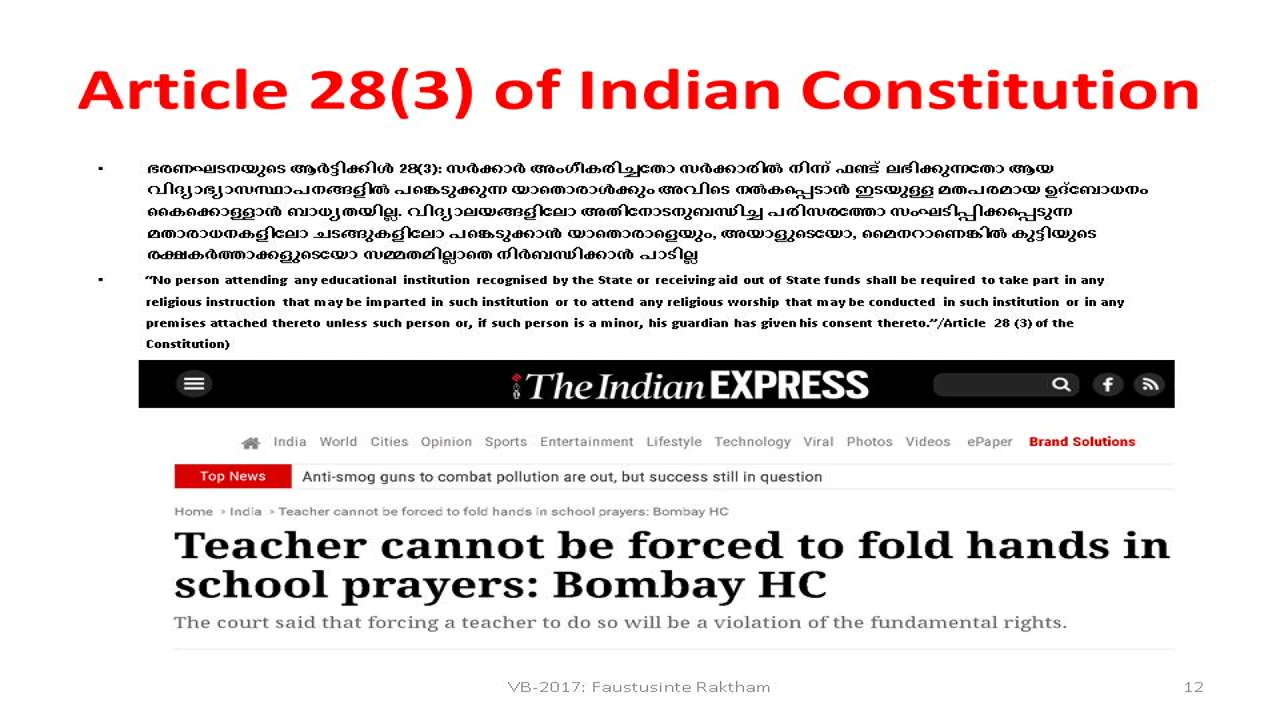 Article 28(3) of Indian Constitution
▪ ഭരണഘടനയുടെ ആർട്ടിക്കിൾ 28(3): സർക്കാർ അംഗീകരിച്ചതോ സർക്കാരിൽ നിന്ന് ഫണ്ട് ലഭിക്കുന്നതോ ആയ
വിദ്യാഭ്യാസസ്ഥാപനങ്ങളിൽ പങ്കെടുക്കുന്ന യാതൊരാൾക്കും അവിടെ നൽകപ്പെടാൻ ഇടയുള്ള മതപരമായ ഉദ്ബോധനം
കൈക്കൊള്ളാൻ ബാധ്യതയില്ല. വിദ്യാലയങ്ങളിലോ അതിനോടനുബന്ധിച്ച പരിസരത്തോ സംഘടിപ്പിക്കപ്പെടുന്ന
മതാരാധനകളിലോ ചടങ്ങുകളിലോ പങ്കെടുക്കാൻ യാതൊരാളെയും, അയാളുടെയോ, മൈനറാണെങ്കിൽ കുട്ടിയുടെ
രക്ഷകർത്താക്കളുടെയോ സമ്മതമില്ലാതെ നിർബന്ധിക്കാൻ പാടില്ല
▪ “No person attending any educational institution recognised by the State or receiving aid out of State funds shall be required to take part in any
religious instruction that may be imparted in such institution or to attend any religious worship that may be conducted in such institution or in any
premises attached thereto unless such person or, if such person is a minor, his guardian has given his consent thereto.”/Article 28 (3) of the
Constitution)
The Indian EXPRESS
India World Cities Opinion Sports Entertainment Lifestyle Technology Viral Photos Videos ePaper Brand Solutions
Top News Anti-smog guns to combat pollution are out, but success still in question
Home > India > Teacher cannot be forced to fold hands in school prayers: Bombay HC
Teacher cannot be forced to fold hands in
school prayers: Bombay HC
The court said that forcing a teacher to do so will be a violation of the fundamental rights.
VB-2017: Faustusinte Raktham 12